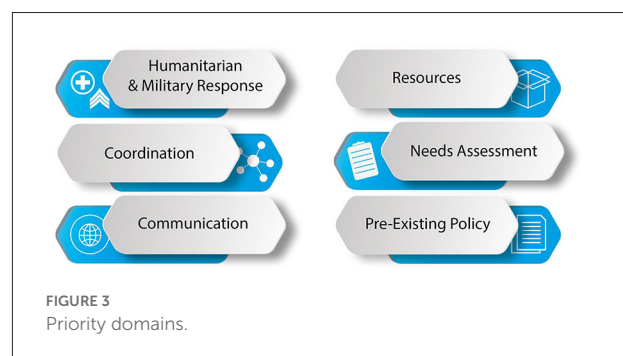 Humanitarian
& Military Response
Coordination
Communication
Resources
Needs Assessment
Pre-Existing Policy
FIGURE 3
Priority domains.